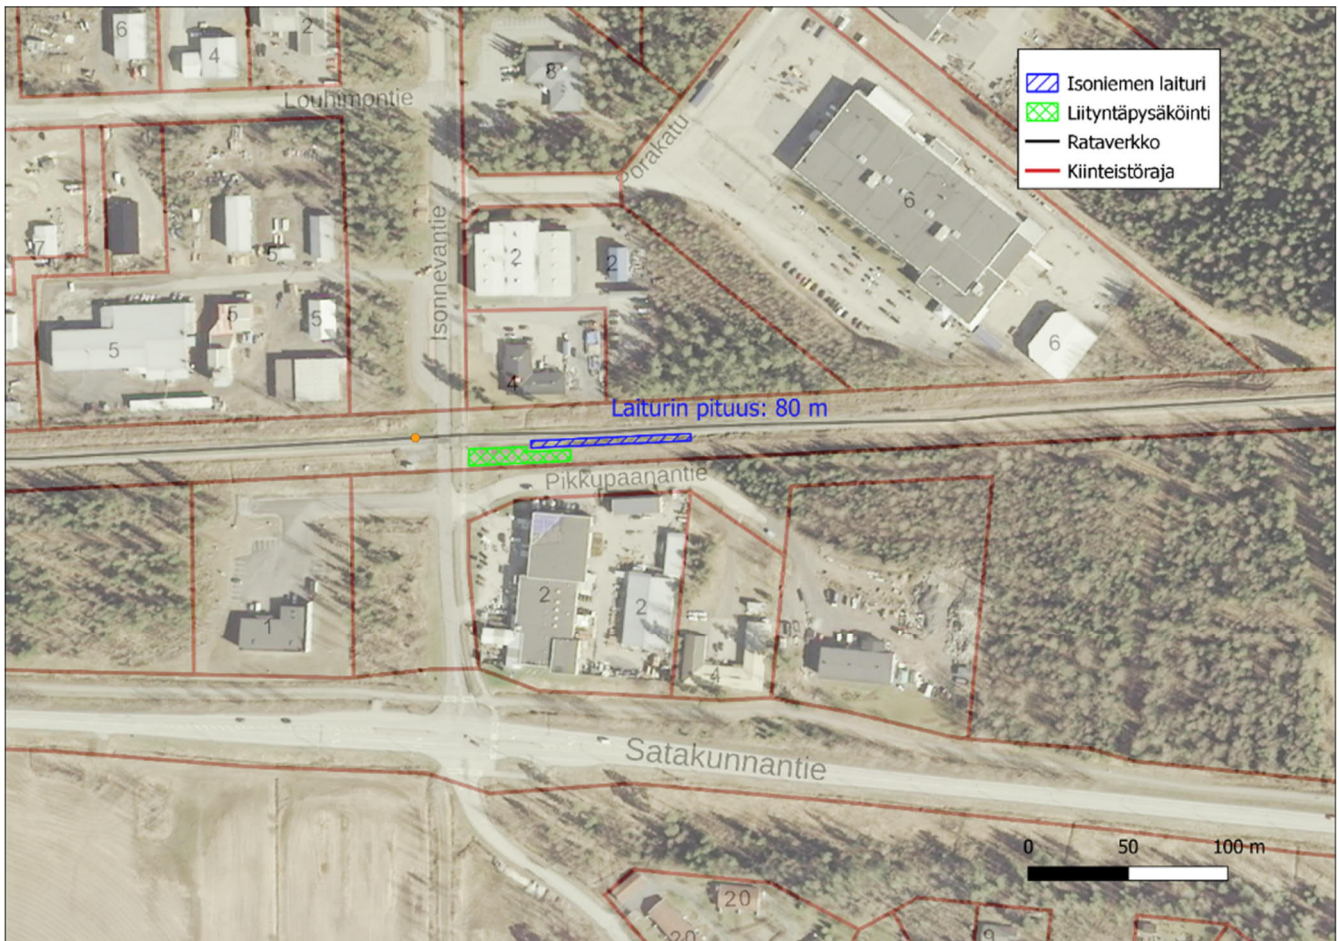 6
4
2
8
Louhimontie
Isoniemen laituri
Liityntäpysäköinti
Rataverkko
Kiinteistöraja
Porakatu
6
7
5
Isonnevantie
2
2
5
5
5
4
6
Laiturin pituus: 80 m
Pikkupaanantie
1
2
2
4
Satakunnantie
0 50 100 m
20
20
9